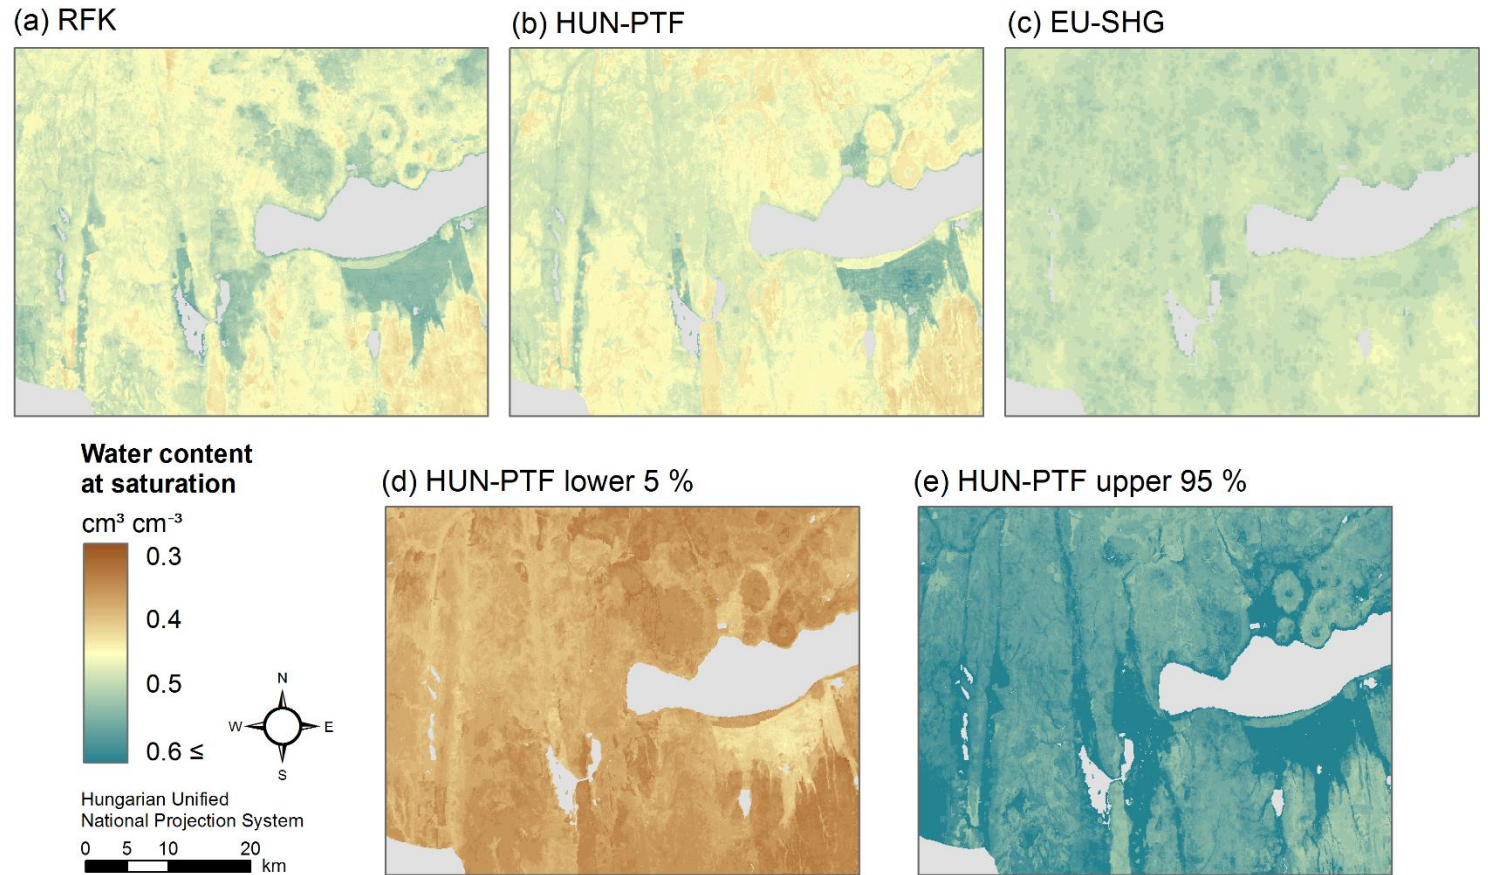 (a) RFK
(b) HUN-PTF
(c) EU-SHG
Water content
at saturation
cm³ cm⁻³
0.3
0.4
0.5
0.6 ≤
N
W
E
S
Hungarian Unified
National Projection System
0 5 10 20
km
(d) HUN-PTF lower 5 %
(e) HUN-PTF upper 95 %